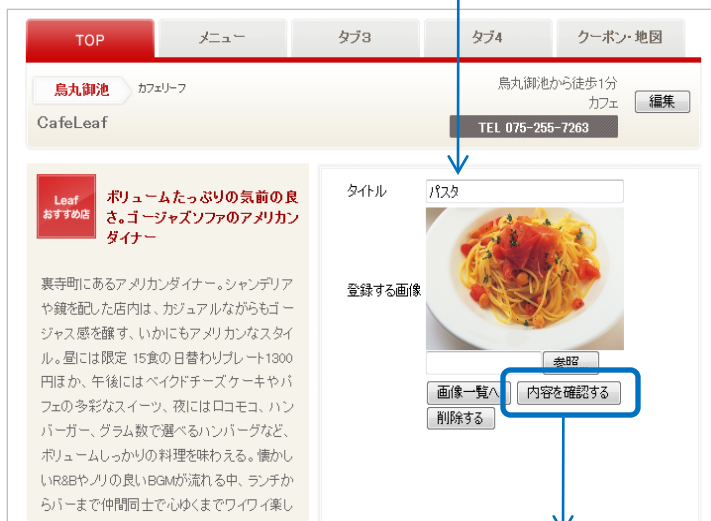 TOP
メニュー
タブ3
タブ4
クーポン・地図
烏丸御池
カフェリーフ
烏丸御池から徒歩1分
カフェ
編集
CafeLeaf
TEL 075-255-7263
Leaf
おすすめ店
ボリュームたっぷりの気前の良
さ。ゴージャズソファのアメリカン
ダイナー
裏寺町にあるアメリカンダイナー。シャンデリア
や鏡を配した店内は、カジュアルながらもゴー
ジャス感を醸す、いかにもアメリカンなスタイ
ル。昼には限定 15食の日替わりプレート1300
円ほか、午後にはベイクドチーズケーキやパ
フェの多彩なスイーツ、夜にはロコモコ、ハン
バーガー、グラム数で選べるハンバーグなど、
ボリュームしっかりの料理を味わえる。懐かし
いR&Bやノリの良いBGMが流れる中、ランチか
らバーまで仲間同士で心ゆくまでワイワイ楽し
タイトル
パスタ
登録する画像
参照
画像一覧へ
内容を確認する
削除する